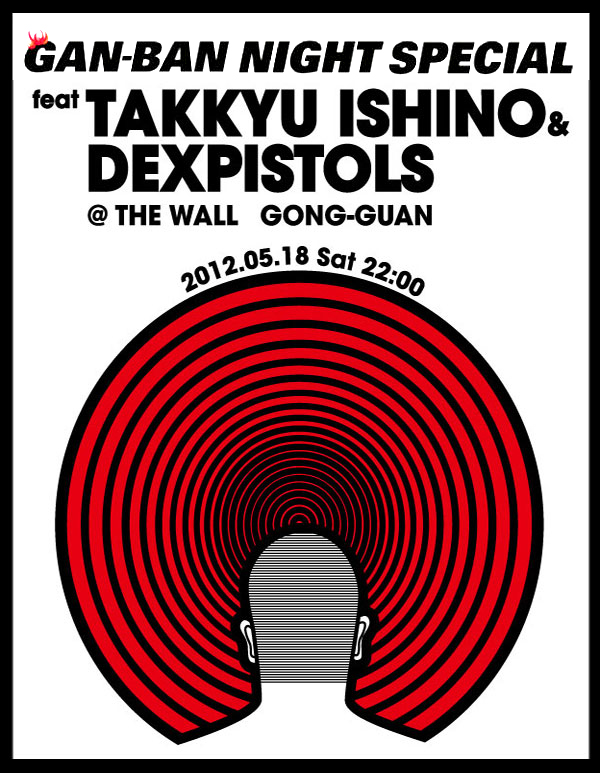 GAN-BAN NIGHT SPECIAL
feat TAKKYU ISHINO &
DEXPISTOLS
@ THE WALL GONG-GUAN
2012.05.18 Sat 22:00